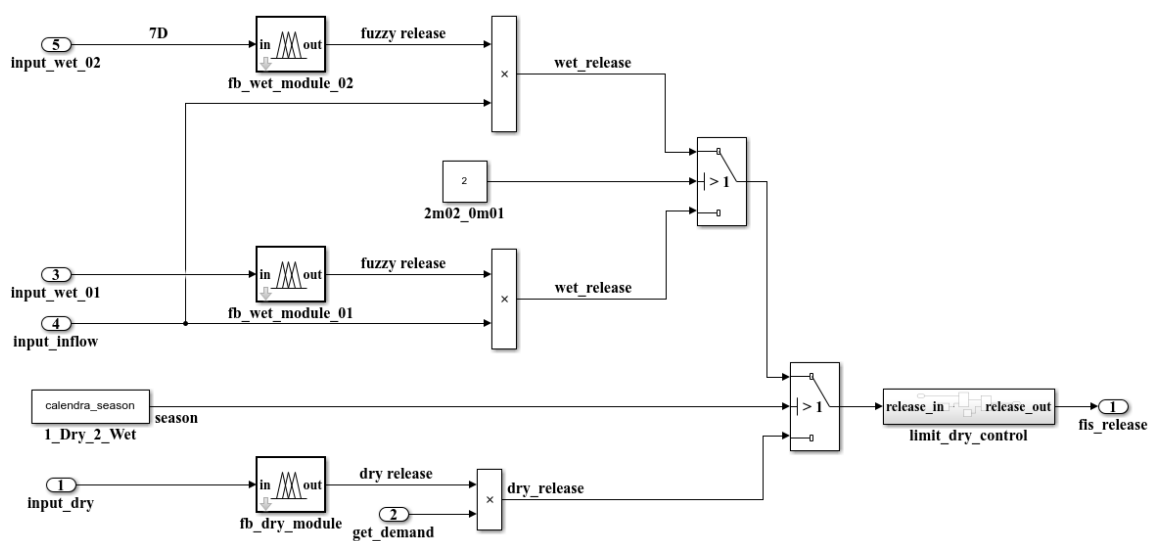 7D
fuzzy release
5
in
out
input_wet_02
fb_wet_module_02
×
wet_release
2
> 1
2m02_0m01
fuzzy release
3
in
out
input_wet_01
fb_wet_module_01
×
wet_release
4
input_inflow
calendra_season
season
1_Dry_2_Wet
> 1
release_in
release_out
1
limit_dry_control
fis_release
dry release
1
in
out
input_dry
fb_dry_module
×
dry_release
2
get_demand